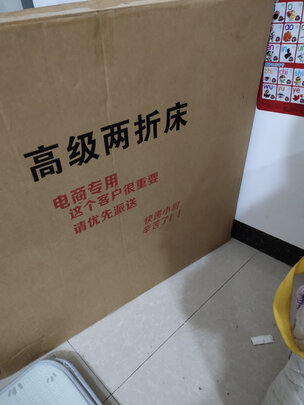 高级两折床
电商专用
这个客户很重要
请优先派送
快递小哥
辛苦了!!